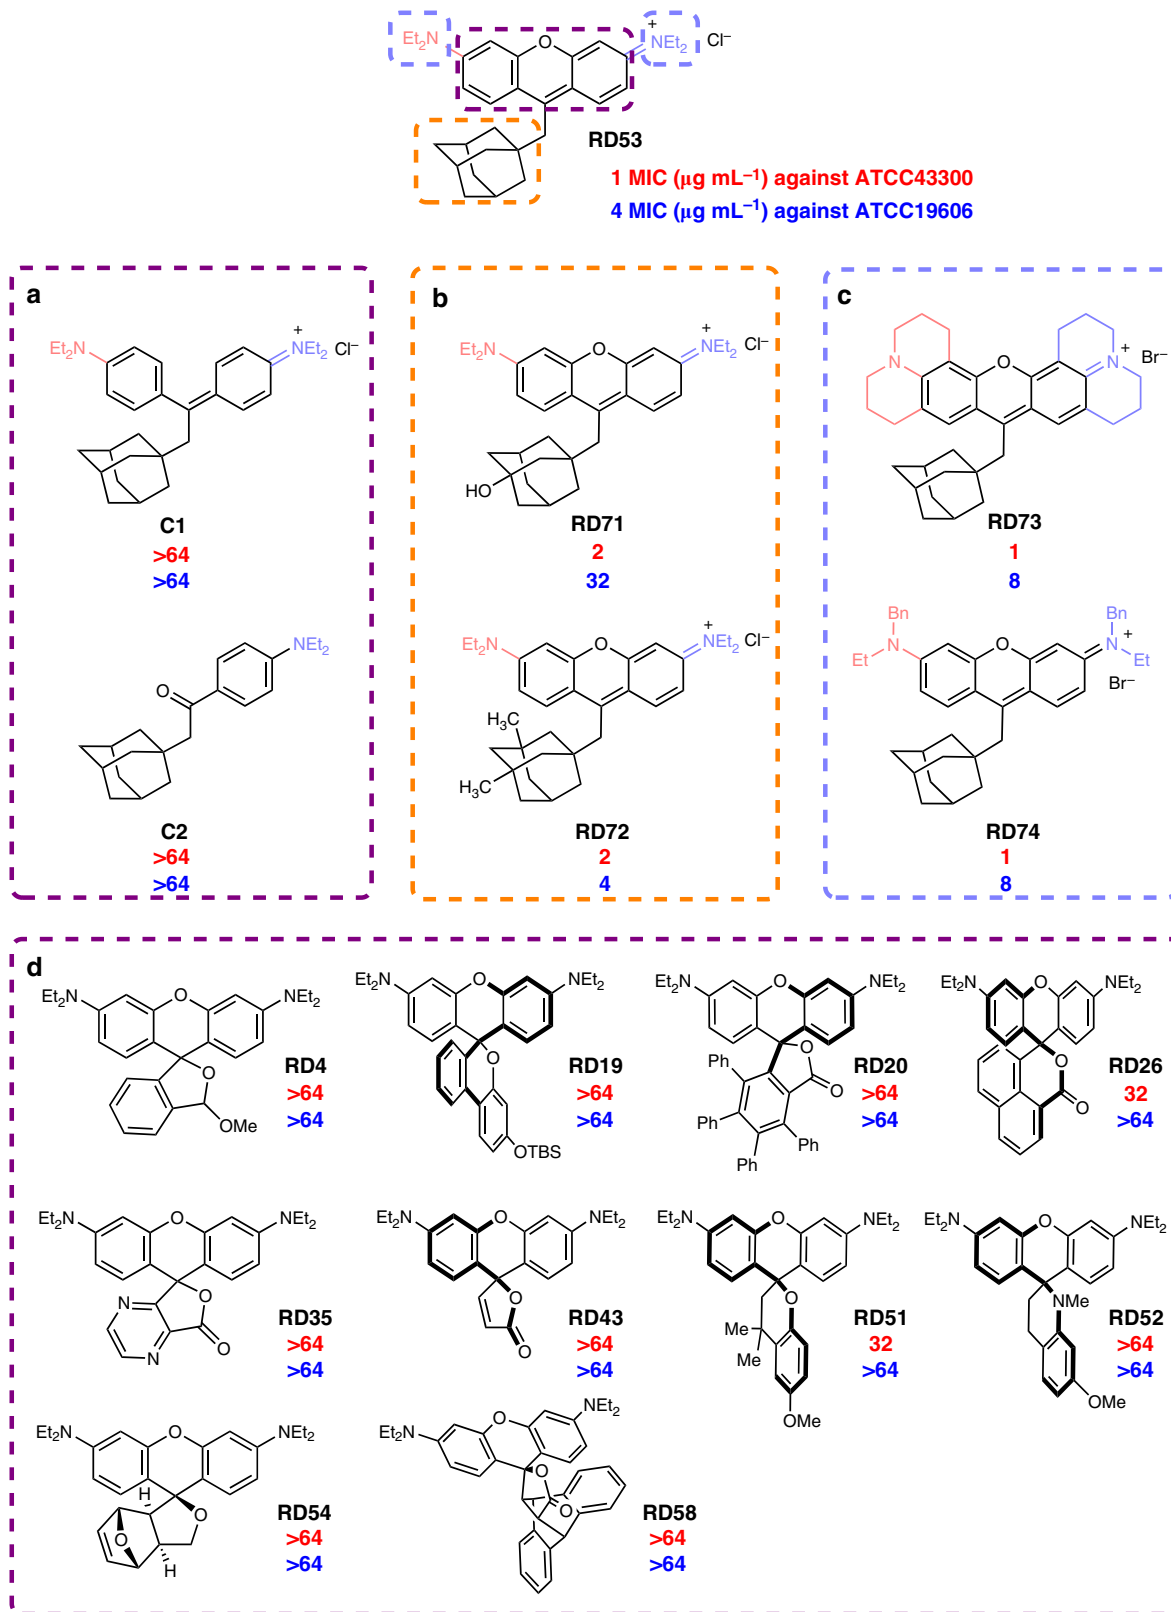 Et₂N O + NEt₂ Cl⁻
RD53
1 MIC (μg mL⁻¹) against ATCC43300
4 MIC (μg mL⁻¹) against ATCC19606
a
Et₂N + NEt₂ Cl⁻
C1
>64
>64
NEt₂
O
C2
>64
>64
b
Et₂N O + NEt₂ Cl⁻
HO
RD71
2
32
Et₂N O + NEt₂ Cl⁻
H₃C
H₃C
RD72
2
4
c
N O N + Br⁻
RD73
1
8
Bn Bn
N O N +
Et Et
Br⁻
RD74
1
8
d
Et₂N O NEt₂
O
OMe
RD4
>64
>64
Et₂N O NEt₂
O
OTBS
RD19
>64
>64
Et₂N O NEt₂
O
Ph
O
Ph
Ph
Ph
RD20
>64
>64
Et₂N O NEt₂
O
O
RD26
32
>64
Et₂N O NEt₂
N O
N O
RD35
>64
>64
Et₂N O NEt₂
O
O
RD43
>64
>64
Et₂N O NEt₂
O
Me
Me
OMe
RD51
32
>64
Et₂N O NEt₂
NMe
OMe
RD52
>64
>64
Et₂N O NEt₂
H
O
O
H
RD54
>64
>64
Et₂N O NEt₂
O
O
RD58
>64
>64